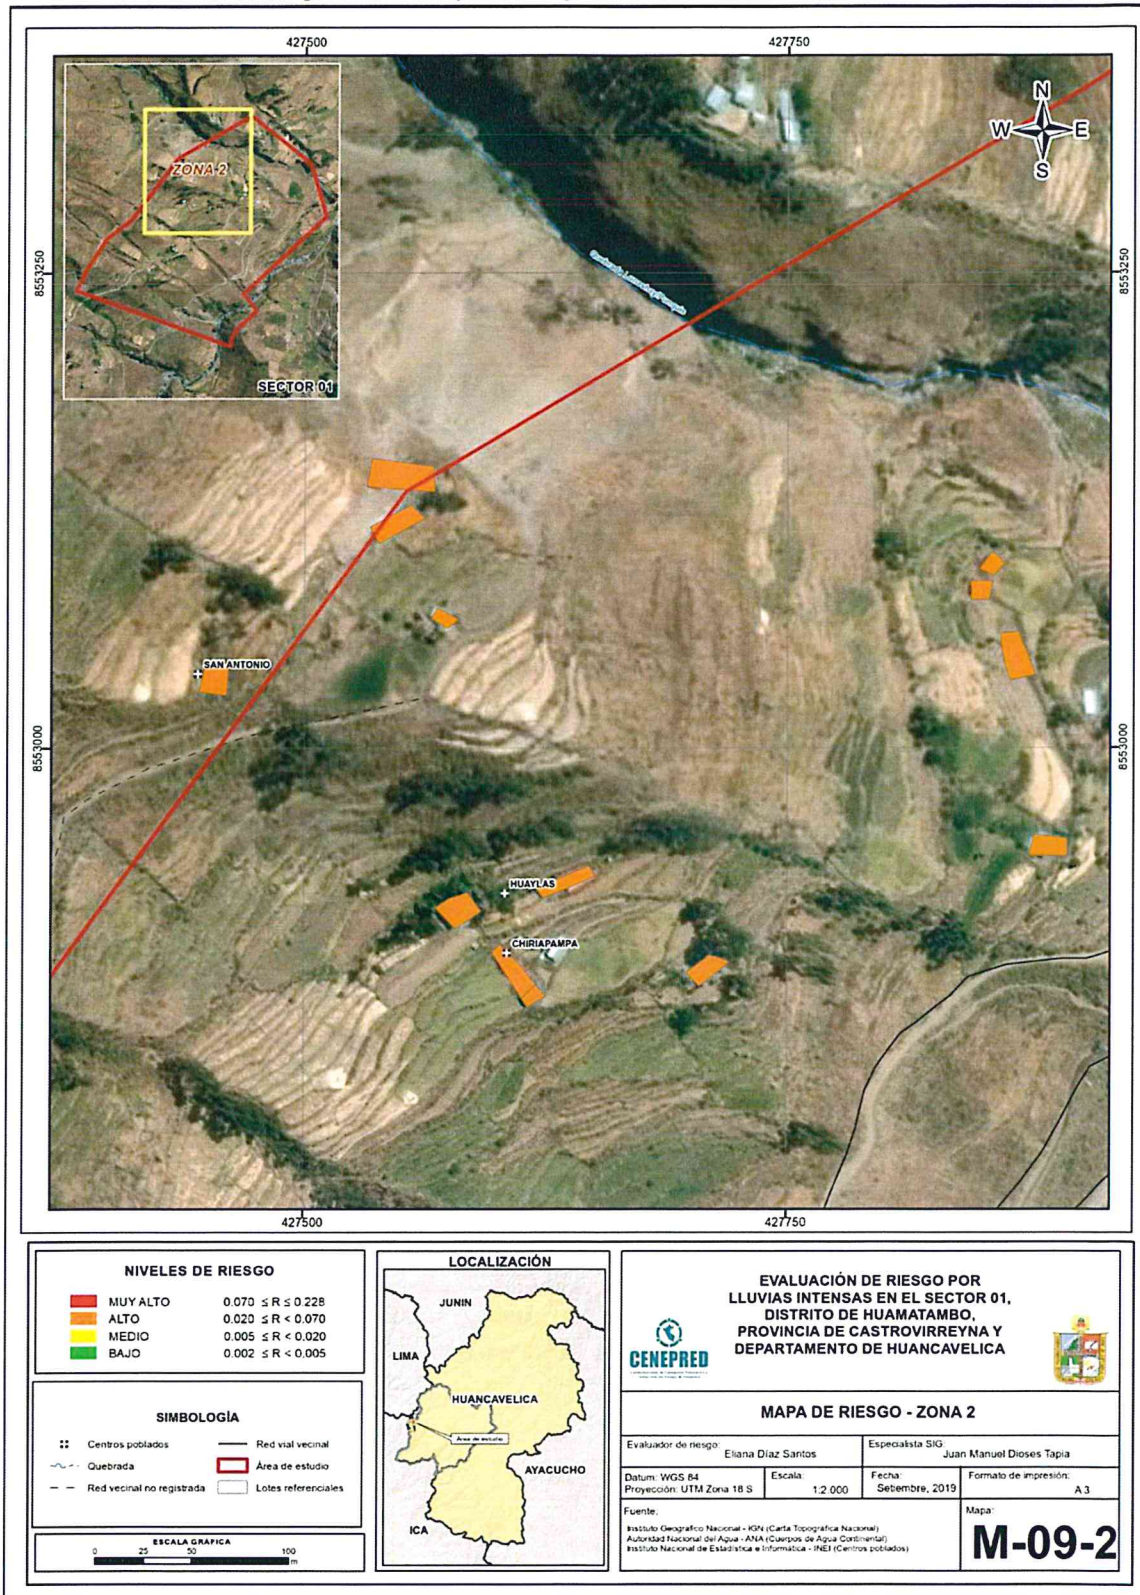 427500
427750
N
W
E
S
ZONA 2
SECTOR 01
8553250
8553250
SAN ANTONIO
8553000
8553000
HUAYLAS
CHIRIAPAMPA
427500
427750
NIVELES DE RIESGO
MUY ALTO 0.070 ≤ R ≤ 0.228
ALTO 0.020 ≤ R < 0.070
MEDIO 0.005 ≤ R < 0.020
BAJO 0.002 ≤ R < 0.005
SIMBOLOGÍA
Centros poblados
Red vial vecinal
Quebrada
Área de estudio
Red vecinal no registrada
Lotes referenciales
ESCALA GRÁFICA
0 25 50 100
m
LOCALIZACIÓN
JUNIN
LIMA
HUANCAVELICA
Área de estudio
AYACUCHO
ICA
CENEPRED
EVALUACIÓN DE RIESGO POR
LLUVIAS INTENSAS EN EL SECTOR 01,
DISTRITO DE HUAMATAMBO,
PROVINCIA DE CASTROVIRREYNA Y
DEPARTAMENTO DE HUANCAVELICA
MAPA DE RIESGO - ZONA 2
Evaluador de riesgo:
Eliana Díaz Santos
Especialista SIG:
Juan Manuel Dioses Tapia
Datum: WGS 84
Proyección: UTM Zona 18 S
Escala:
1:2 000
Fecha:
Setiembre, 2019
Formato de impresión:
A 3
Fuente:
Instituto Geográfico Nacional - IGN (Carta Topográfica Nacional)
Autoridad Nacional del Agua - ANA (Cuerpos de Agua Continental)
Instituto Nacional de Estadística e Informática - INEI (Centros poblados)
Mapa:
M-09-2